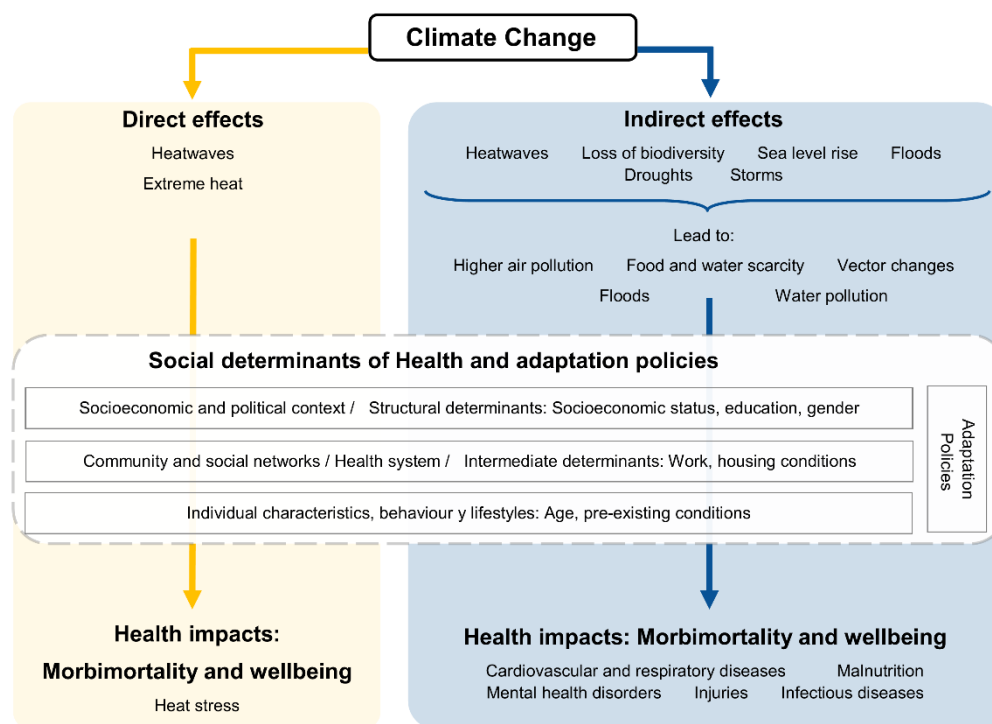 Climate Change
Direct effects
Heatwaves
Extreme heat
Indirect effects
Heatwaves Loss of biodiversity Sea level rise Floods
Droughts Storms
Lead to:
Higher air pollution Food and water scarcity Vector changes
Floods Water pollution
Social determinants of Health and adaptation policies
Socioeconomic and political context / Structural determinants: Socioeconomic status, education, gender
Community and social networks / Health system / Intermediate determinants: Work, housing conditions
Individual characteristics, behaviour y lifestyles: Age, pre-existing conditions
Adaptation
Policies
Health impacts:
Morbimortality and wellbeing
Heat stress
Health impacts: Morbimortality and wellbeing
Cardiovascular and respiratory diseases Malnutrition
Mental health disorders Injuries Infectious diseases